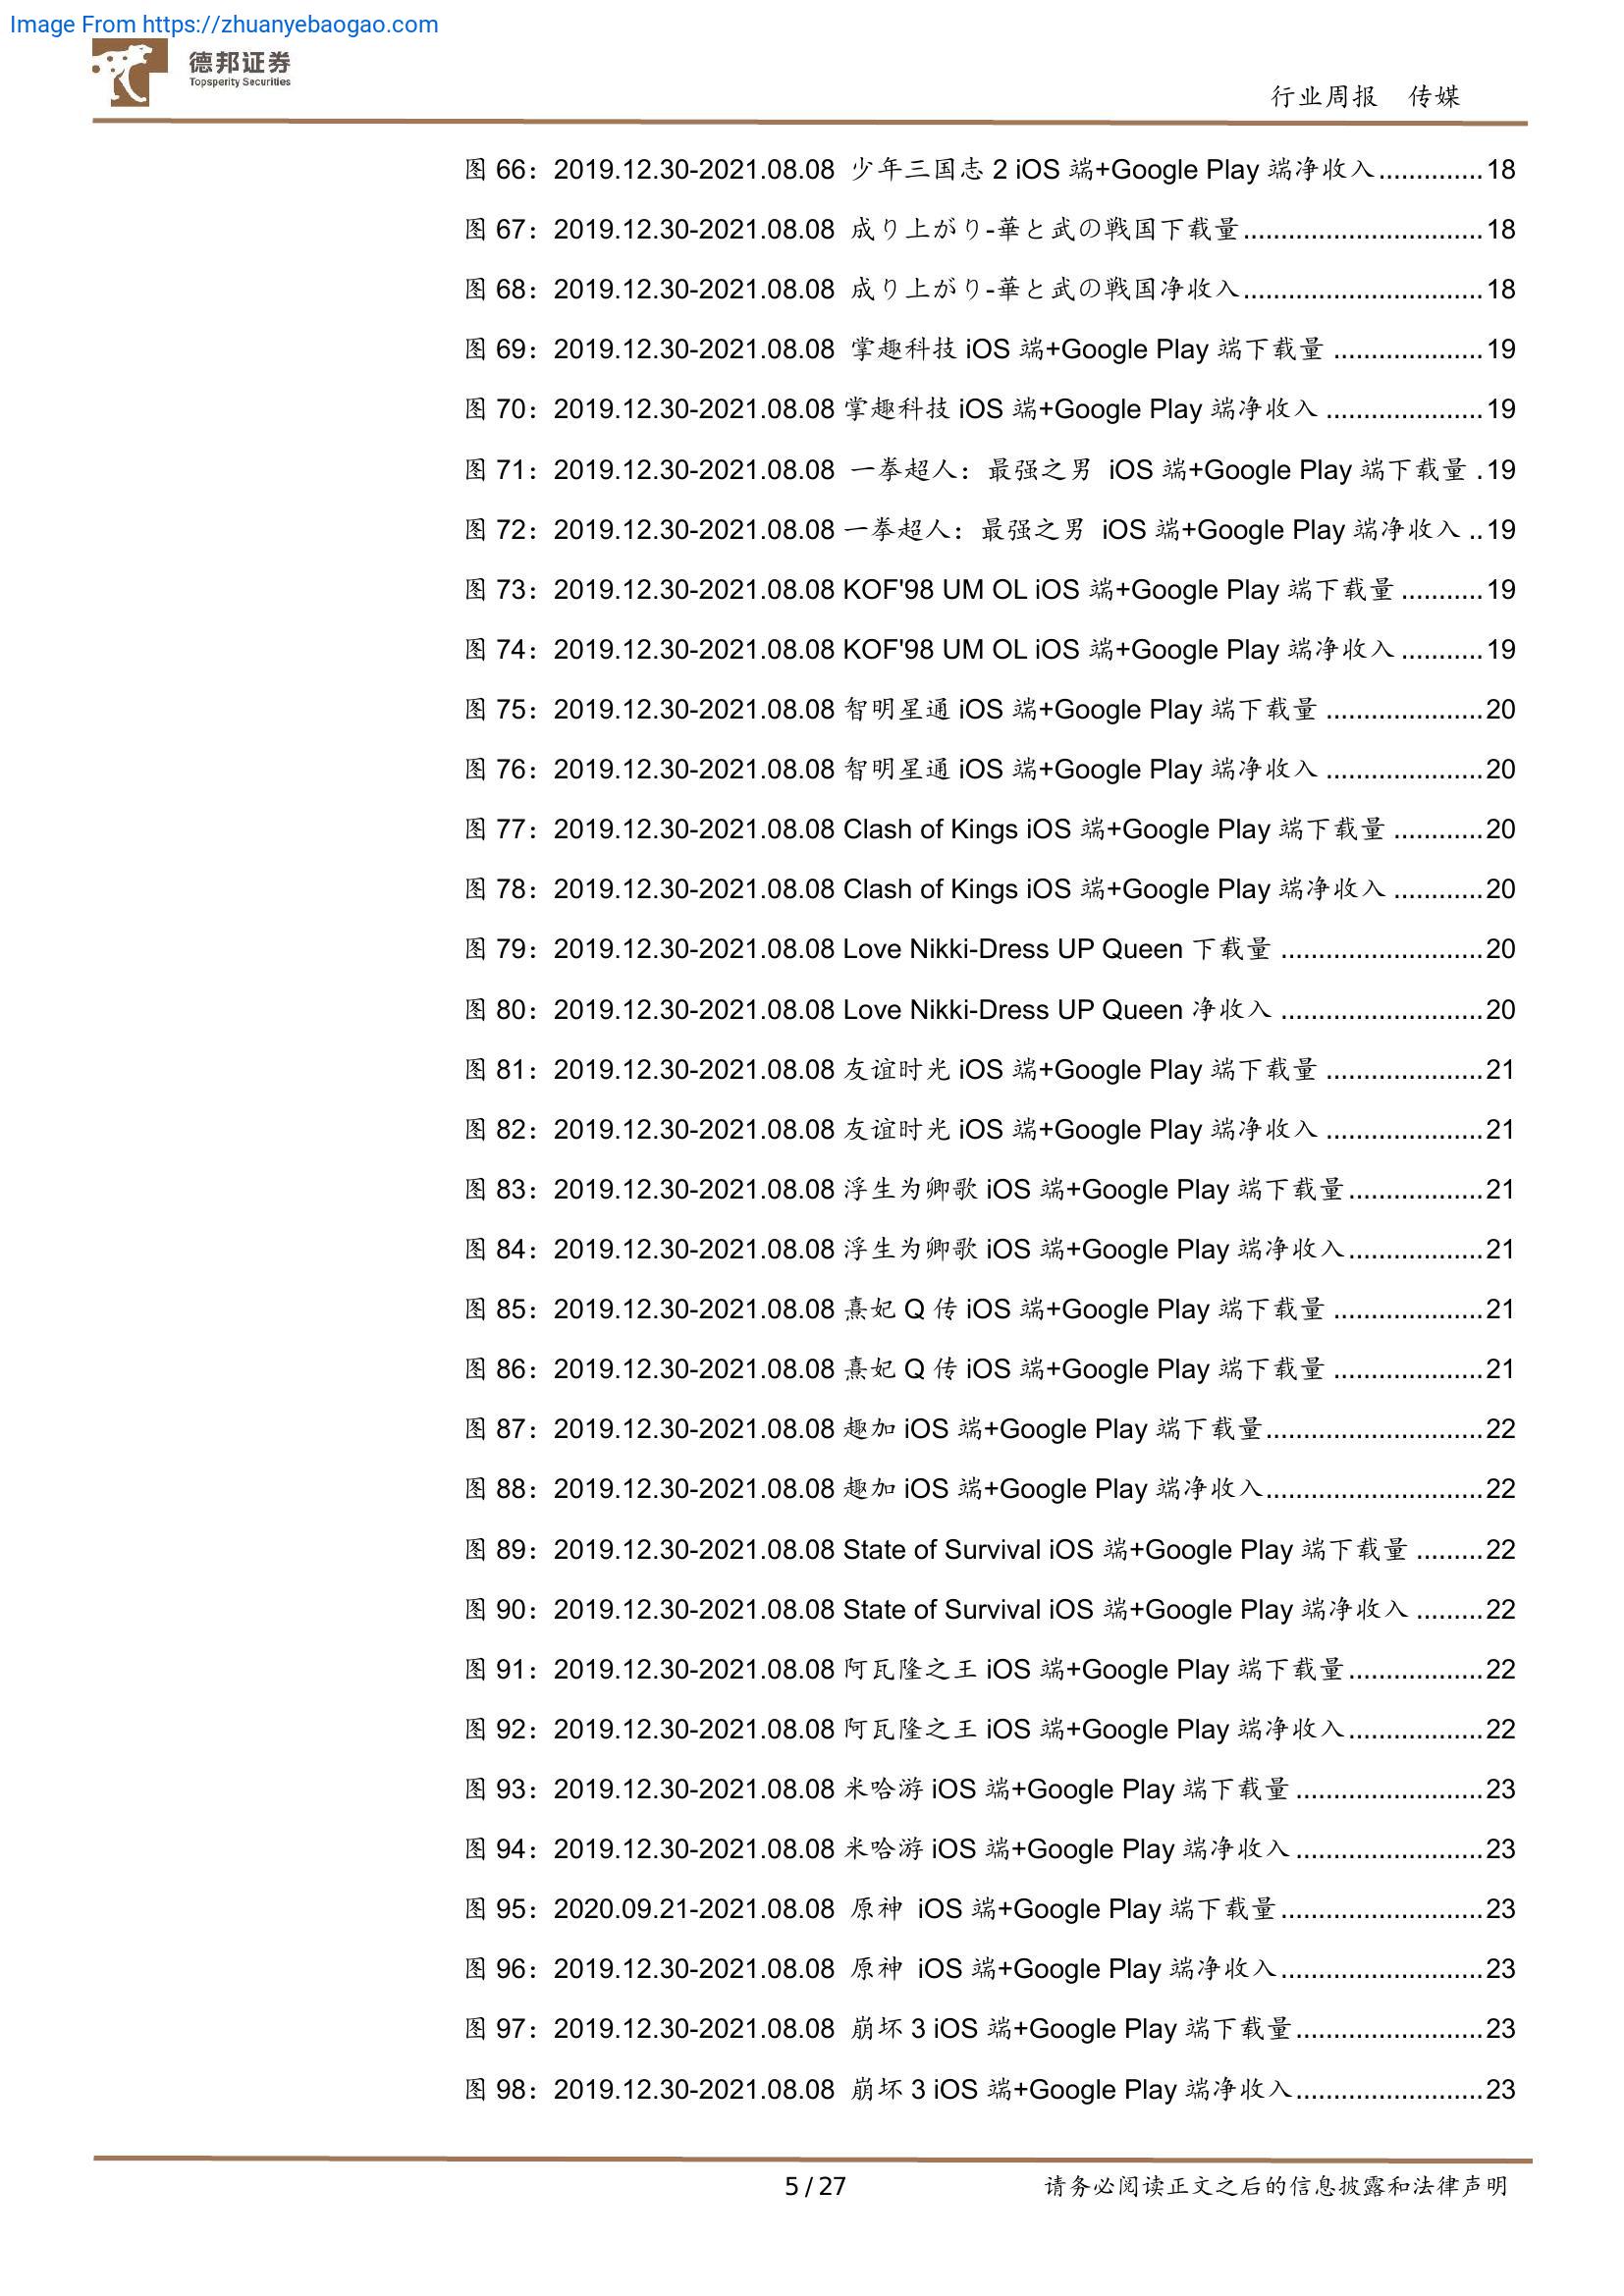 Image From https://zhuanyebaogao.com
德邦证券
Topsperity Securities
行业周报 传媒
图 66：2019.12.30-2021.08.08 少年三国志 2 iOS 端+Google Play 端净收入..............18
图 67：2019.12.30-2021.08.08 成り上がり-華と武の戦国下载量................................18
图 68：2019.12.30-2021.08.08 成り上がり-華と武の戦国净收入................................18
图 69：2019.12.30-2021.08.08 掌趣科技 iOS 端+Google Play 端下载量 ....................19
图 70：2019.12.30-2021.08.08 掌趣科技 iOS 端+Google Play 端净收入 .....................19
图 71：2019.12.30-2021.08.08 一拳超人：最强之男 iOS 端+Google Play 端下载量 .19
图 72：2019.12.30-2021.08.08 一拳超人：最强之男 iOS 端+Google Play 端净收入 ..19
图 73：2019.12.30-2021.08.08 KOF'98 UM OL iOS 端+Google Play 端下载量 ...........19
图 74：2019.12.30-2021.08.08 KOF'98 UM OL iOS 端+Google Play 端净收入 ...........19
图 75：2019.12.30-2021.08.08 智明星通 iOS 端+Google Play 端下载量 .....................20
图 76：2019.12.30-2021.08.08 智明星通 iOS 端+Google Play 端净收入 .....................20
图 77：2019.12.30-2021.08.08 Clash of Kings iOS 端+Google Play 端下载量 ............20
图 78：2019.12.30-2021.08.08 Clash of Kings iOS 端+Google Play 端净收入 ............20
图 79：2019.12.30-2021.08.08 Love Nikki-Dress UP Queen 下载量 ...........................20
图 80：2019.12.30-2021.08.08 Love Nikki-Dress UP Queen 净收入 ...........................20
图 81：2019.12.30-2021.08.08 友谊时光 iOS 端+Google Play 端下载量 .....................21
图 82：2019.12.30-2021.08.08 友谊时光 iOS 端+Google Play 端净收入 .....................21
图 83：2019.12.30-2021.08.08 浮生为卿歌 iOS 端+Google Play 端下载量..................21
图 84：2019.12.30-2021.08.08 浮生为卿歌 iOS 端+Google Play 端净收入..................21
图 85：2019.12.30-2021.08.08 熹妃 Q 传 iOS 端+Google Play 端下载量 ....................21
图 86：2019.12.30-2021.08.08 熹妃 Q 传 iOS 端+Google Play 端下载量 ....................21
图 87：2019.12.30-2021.08.08 趣加 iOS 端+Google Play 端下载量.............................22
图 88：2019.12.30-2021.08.08 趣加 iOS 端+Google Play 端净收入.............................22
图 89：2019.12.30-2021.08.08 State of Survival iOS 端+Google Play 端下载量 .........22
图 90：2019.12.30-2021.08.08 State of Survival iOS 端+Google Play 端净收入 .........22
图 91：2019.12.30-2021.08.08 阿瓦隆之王 iOS 端+Google Play 端下载量..................22
图 92：2019.12.30-2021.08.08 阿瓦隆之王 iOS 端+Google Play 端净收入..................22
图 93：2019.12.30-2021.08.08 米哈游 iOS 端+Google Play 端下载量 .........................23
图 94：2019.12.30-2021.08.08 米哈游 iOS 端+Google Play 端净收入 .........................23
图 95：2020.09.21-2021.08.08 原神 iOS 端+Google Play 端下载量...........................23
图 96：2019.12.30-2021.08.08 原神 iOS 端+Google Play 端净收入...........................23
图 97：2019.12.30-2021.08.08 崩坏 3 iOS 端+Google Play 端下载量.........................23
图 98：2019.12.30-2021.08.08 崩坏 3 iOS 端+Google Play 端净收入.........................23
5 / 27 请务必阅读正文之后的信息披露和法律声明